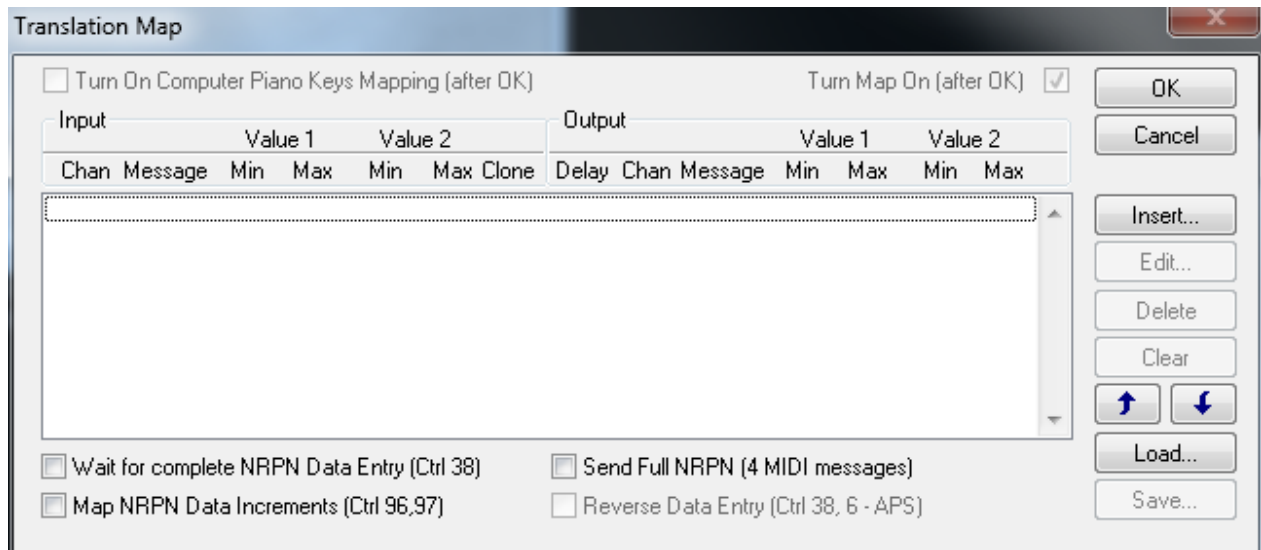 Translation Map
Turn On Computer Piano Keys Mapping (after OK)
Turn Map On (after OK)
OK
Cancel
Input
Value 1 Value 2
Chan Message Min Max Min Max Clone
Output
Value 1 Value 2
Delay Chan Message Min Max Min Max
Insert...
Edit...
Delete
Clear
Load...
Save...
Wait for complete NRPN Data Entry (Ctrl 38)
Send Full NRPN (4 MIDI messages)
Map NRPN Data Increments (Ctrl 96,97)
Reverse Data Entry (Ctrl 38, 6 - APS)